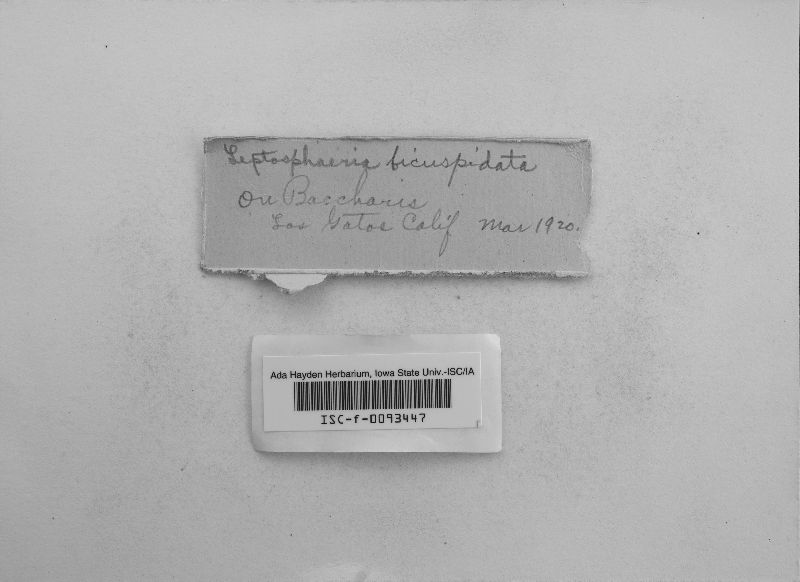 Leptosphaeria bicuspidata
On Baccharis
Los Gatos Calif Mar 1920.
Ada Hayden Herbarium, Iowa State Univ.-ISC/IA
ISC-f-0093447